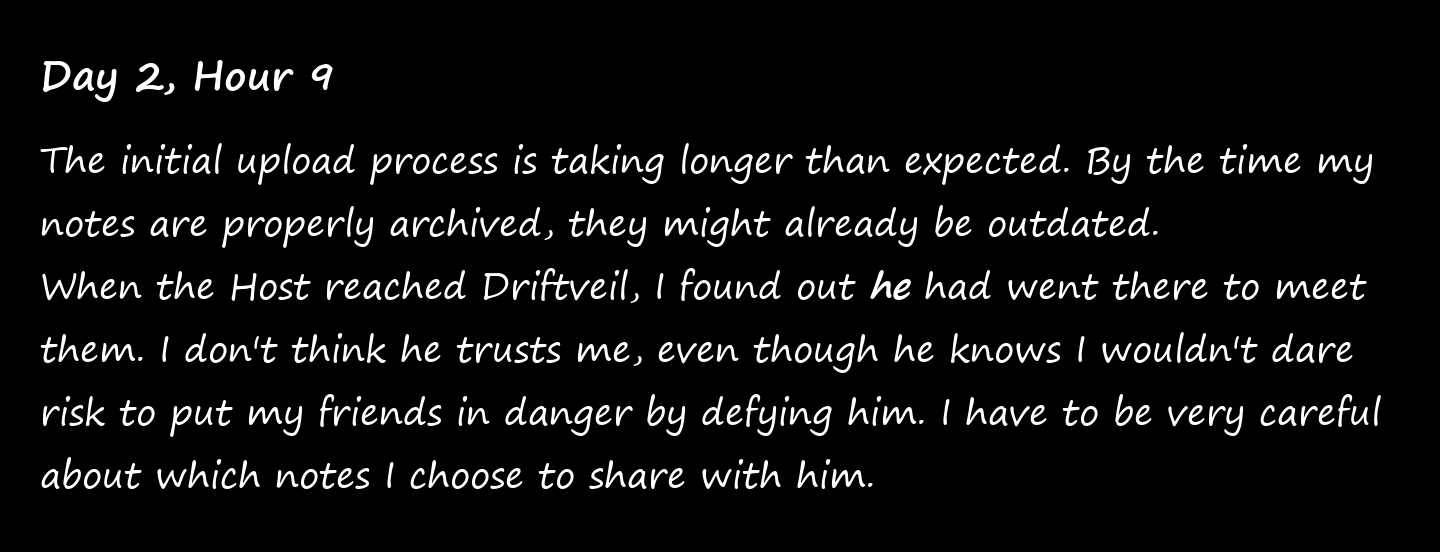 Day 2, Hour 9
The initial upload process is taking longer than expected. By the time my
notes are properly archived, they might already be outdated.
When the Host reached Driftveil, I found out he had went there to meet
them. I don't think he trusts me, even though he knows I wouldn't dare
risk to put my friends in danger by defying him. I have to be very careful
about which notes I choose to share with him.